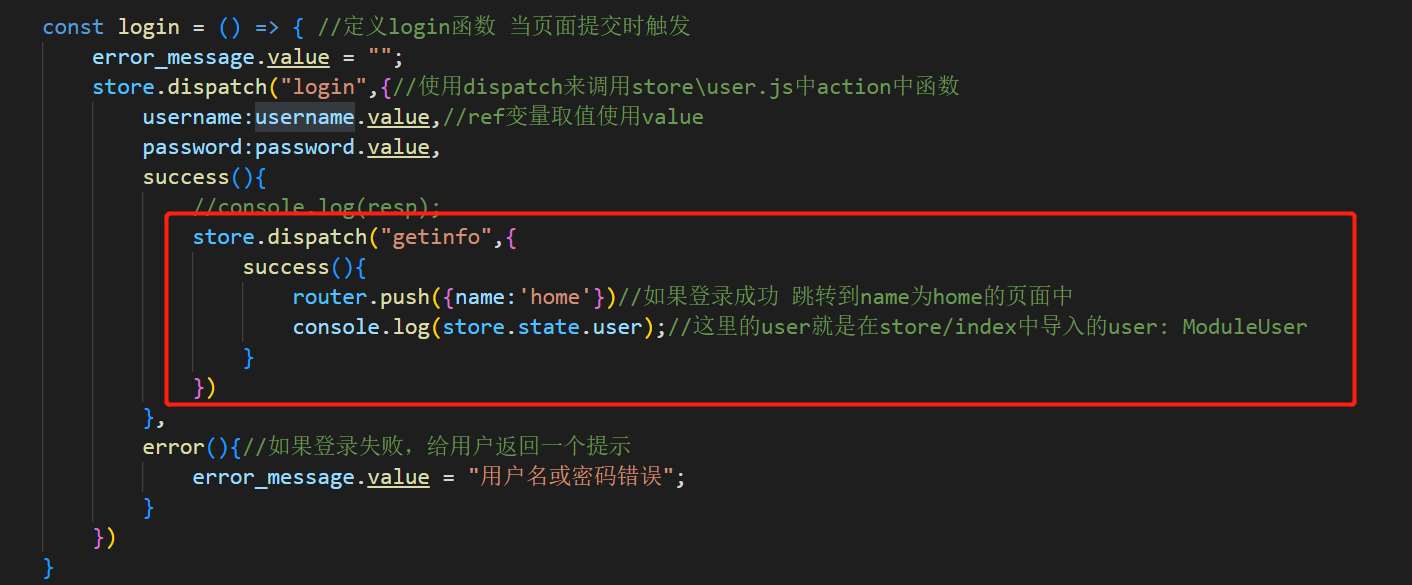 const login = () => { //定义login函数 当页面提交时触发
    error_message.value = "";
    store.dispatch("login",{//使用dispatch来调用store\user.js中action中函数
        username:username.value,//ref变量取值使用value
        password:password.value,
        success(){
            //console.log(resp);
            store.dispatch("getinfo",{
                success(){
                    router.push({name:'home'})//如果登录成功 跳转到name为home的页面中
                    console.log(store.state.user);//这里的user就是在store/index中导入的user: ModuleUser
                }
            })
        },
        error(){//如果登录失败，给用户返回一个提示
            error_message.value = "用户名或密码错误";
        }
    })
}